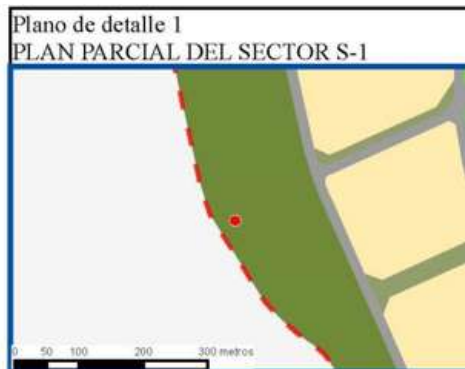 Plano de detalle 1
PLAN PARCIAL DEL SECTOR S-1
0 50 100 200 300 metros